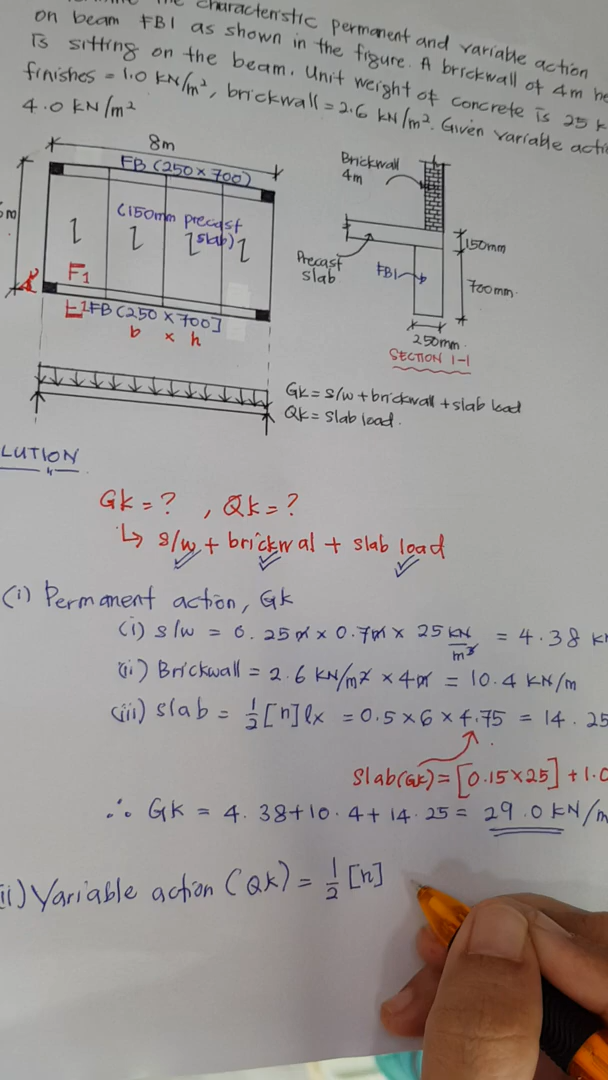 the characteristic permanent and variable action
on beam FB1 as shown in the figure. A brickwall of 4m
is sitting on the beam. Unit weight of concrete is 25
finishes = 1.0 KN/m², brickwall = 2.6 KN/m². Given variable
4.0 KN/m²
8m
FB (250 × 700)
(150mm precast
slab)
F1
FB (250 × 700]
b × h
Brickwall
4m
Precast
slab
FB1
150mm
700mm
250mm
SECTION 1-1
Gk = s/w + brickwall + slab load
Qk = slab load.
LUTION
Gk = ? , Qk = ?
↳ s/w + brickwal + slab load
(i) Permanent action, Gk
(i) s/w = 0.25m × 0.7m × 25 KN/m³ = 4.38
(ii) Brickwall = 2.6 KN/m² × 4m = 10.4 KN/m
(iii) slab = 1/2 [n] lx = 0.5 × 6 × 4.75 = 14.25
Slab(Gk) = [0.15×25] + 1.0
∴ GK = 4.38 + 10.4 + 14.25 = 29.0 KN/m
ii) Variable action (Qk) = 1/2 [n]